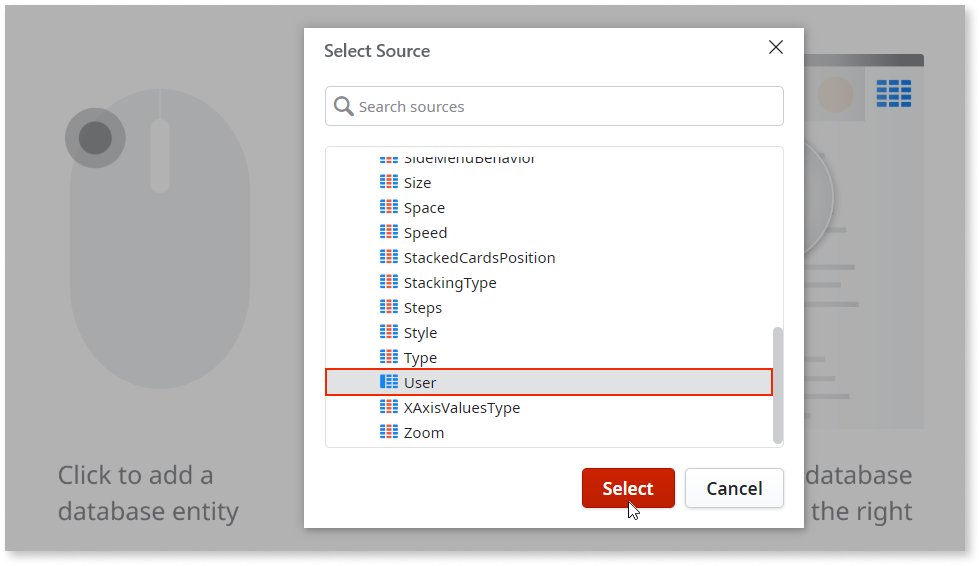 Select Source
Search sources
SideMenuBehavior
Size
Space
Speed
StackedCardsPosition
StackingType
Steps
Style
Type
User
XAxisValuesType
Zoom
Select
Cancel
Click to add a
database entity
database
the right